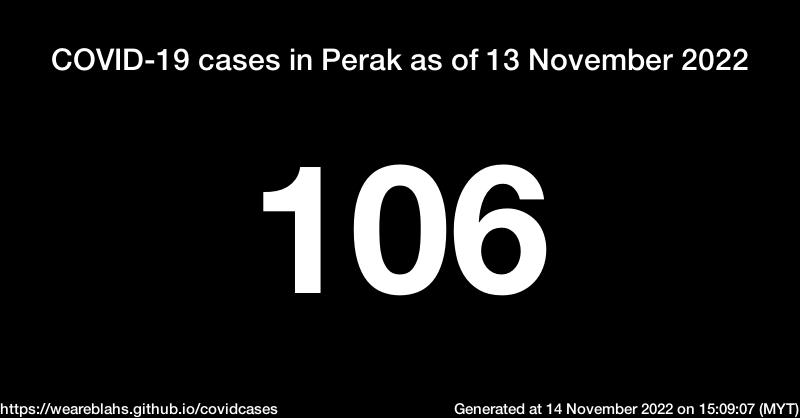 COVID-19 cases in Perak as of 13 November 2022
106
https://weareblahs.github.io/covidcases
Generated at 14 November 2022 on 15:09:07 (MYT)